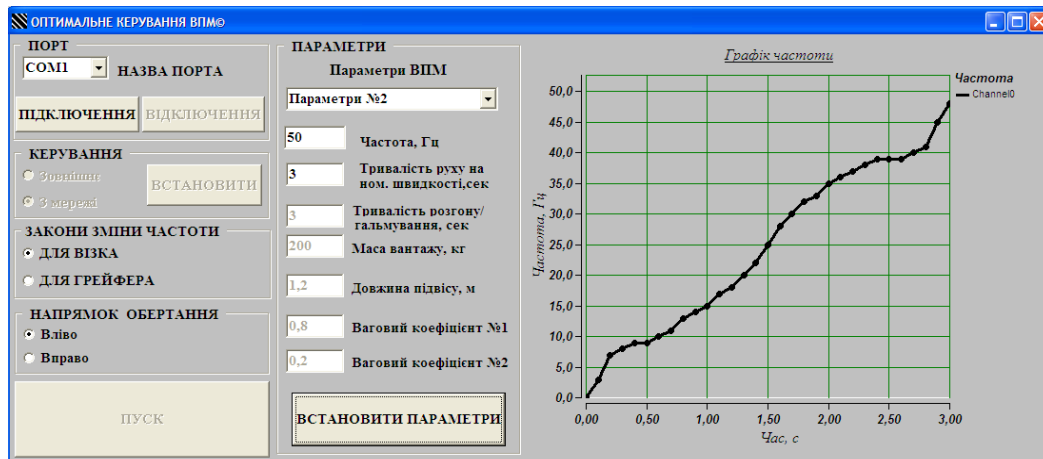 ОПТИМАЛЬНЕ КЕРУВАННЯ ВПМ©
ПОРТ
COM1
НАЗВА ПОРТА
ПІДКЛЮЧЕННЯ
ВІДКЛЮЧЕННЯ
КЕРУВАННЯ
Зовнішнє
З мережі
ВСТАНОВИТИ
ЗАКОНИ ЗМІНИ ЧАСТОТИ
ДЛЯ ВІЗКА
ДЛЯ ГРЕЙФЕРА
НАПРЯМОК ОБЕРТАННЯ
Вліво
Вправо
ПУСК
ПАРАМЕТРИ
Параметри ВПМ
Параметри №2
50
Частота, Гц
3
Тривалість руху на
ном. швидкості,сек
3
Тривалість розгону/
гальмування, сек
200
Маса вантажу, кг
1,2
Довжина підвісу, м
0,8
Ваговий коефіцієнт №1
0,2
Ваговий коефіцієнт №2
ВСТАНОВИТИ ПАРАМЕТРИ
Графік частоти
Частота
Channel0
Частота, Гц
50,0
45,0
40,0
35,0
30,0
25,0
20,0
15,0
10,0
5,0
0,0
0,00 0,50 1,00 1,50 2,00 2,50 3,00
Час, с